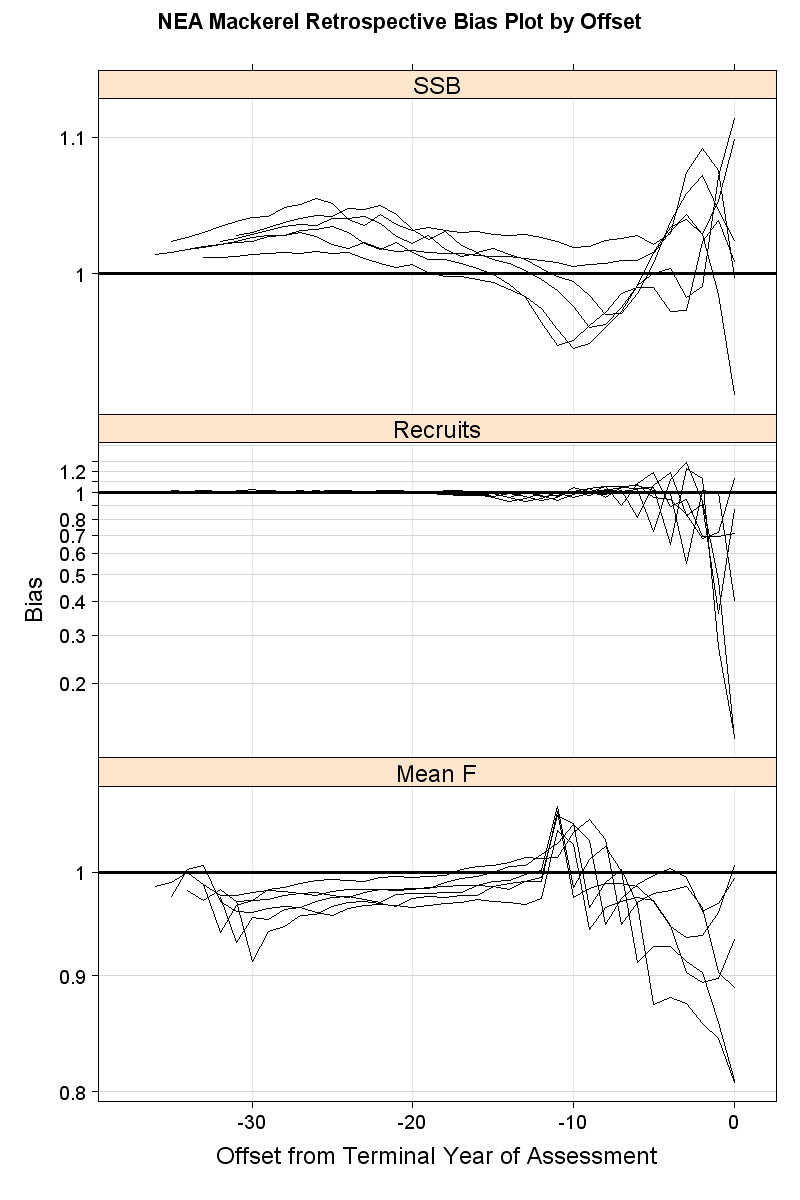 NEA Mackerel Retrospective Bias Plot by Offset
SSB
1.1
1
Recruits
1.2
1
0.8
0.7
0.6
0.5
0.4
0.3
0.2
Bias
Mean F
1
0.9
0.8
-30 -20 -10 0
Offset from Terminal Year of Assessment